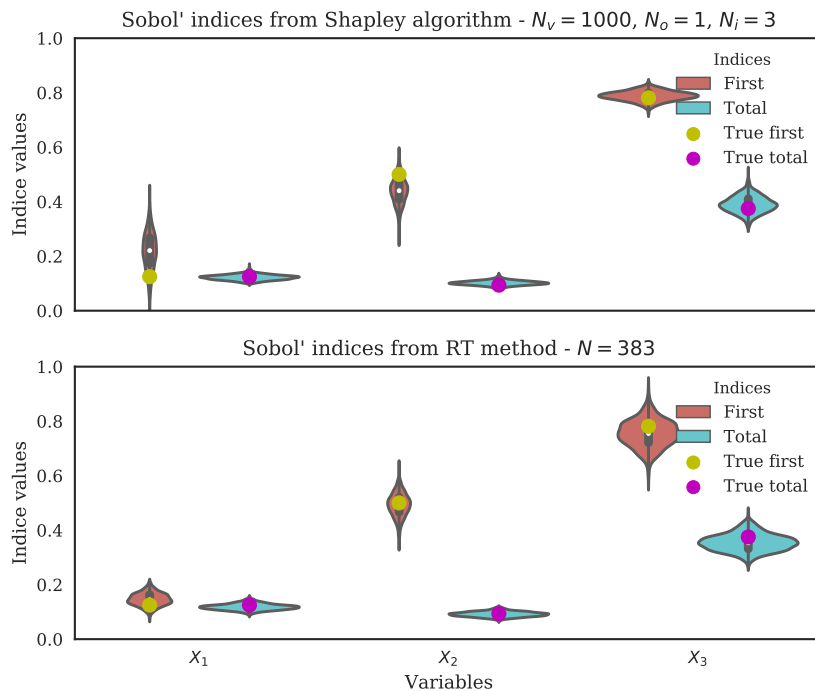 Sobol' indices from Shapley algorithm - $N_v = 1000$, $N_o = 1$, $N_i = 3$
1.0
0.8
0.6
0.4
0.2
0.0
Indice values
Indices
First
Total
True first
True total
Sobol' indices from RT method - $N = 383$
1.0
0.8
0.6
0.4
0.2
0.0
Indice values
Indices
First
Total
True first
True total
$X_1$ $X_2$ $X_3$
Variables